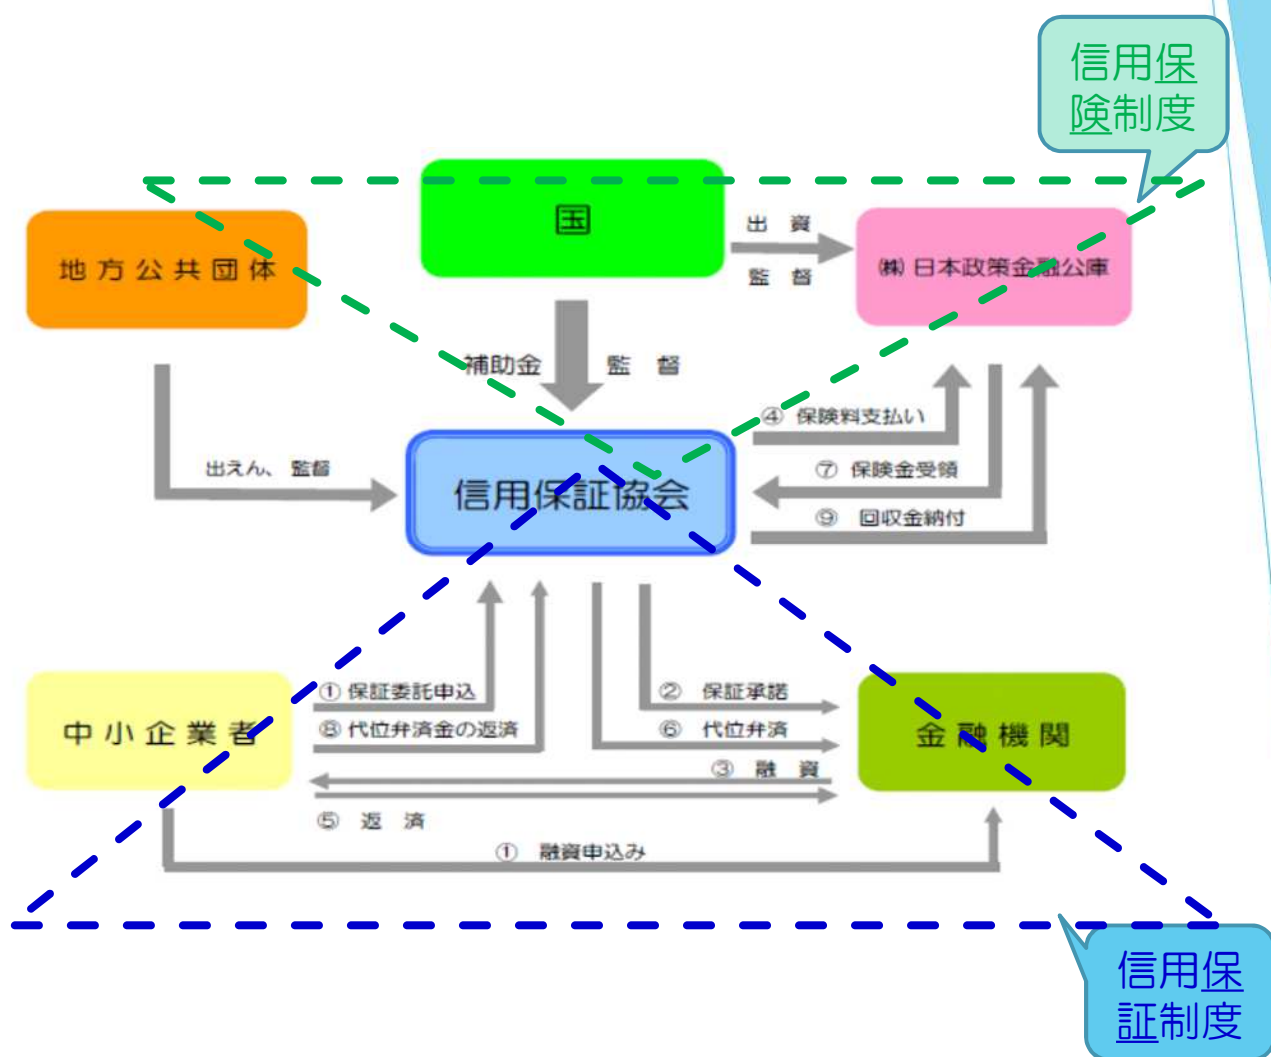 信用保
険制度
国
地方公共団体
出　資
監　督
㈱日本政策金融公庫
補助金　監　督
④ 保険料支払い
出えん、監督
⑦ 保険金受領
信用保証協会
⑨ 回収金納付
① 保証委託申込
② 保証承諾
⑧ 代位弁済金の返済
⑥ 代位弁済
中小企業者
金融機関
③ 融　資
⑤ 返　済
① 融資申込み
信用保
証制度